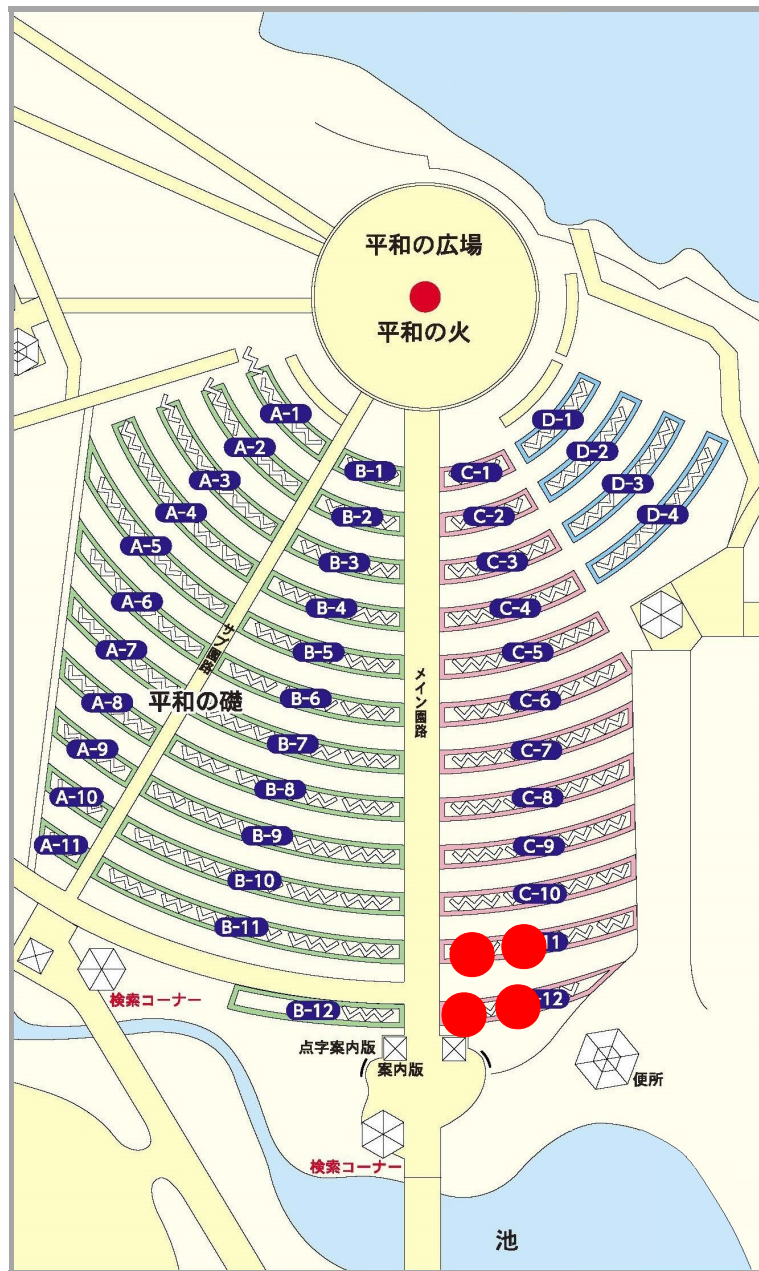 平和の広場
平和の火
A-1
A-2
A-3
A-4
A-5
A-6
A-7
A-8
A-9
A-10
A-11
B-1
B-2
B-3
B-4
B-5
B-6
B-7
B-8
B-9
B-10
B-11
B-12
C-1
C-2
C-3
C-4
C-5
C-6
C-7
C-8
C-9
C-10
11
-12
D-1
D-2
D-3
D-4
サブ園路
メイン園路
平和の礎
検索コーナー
点字案内版
案内版
便所
検索コーナー
池